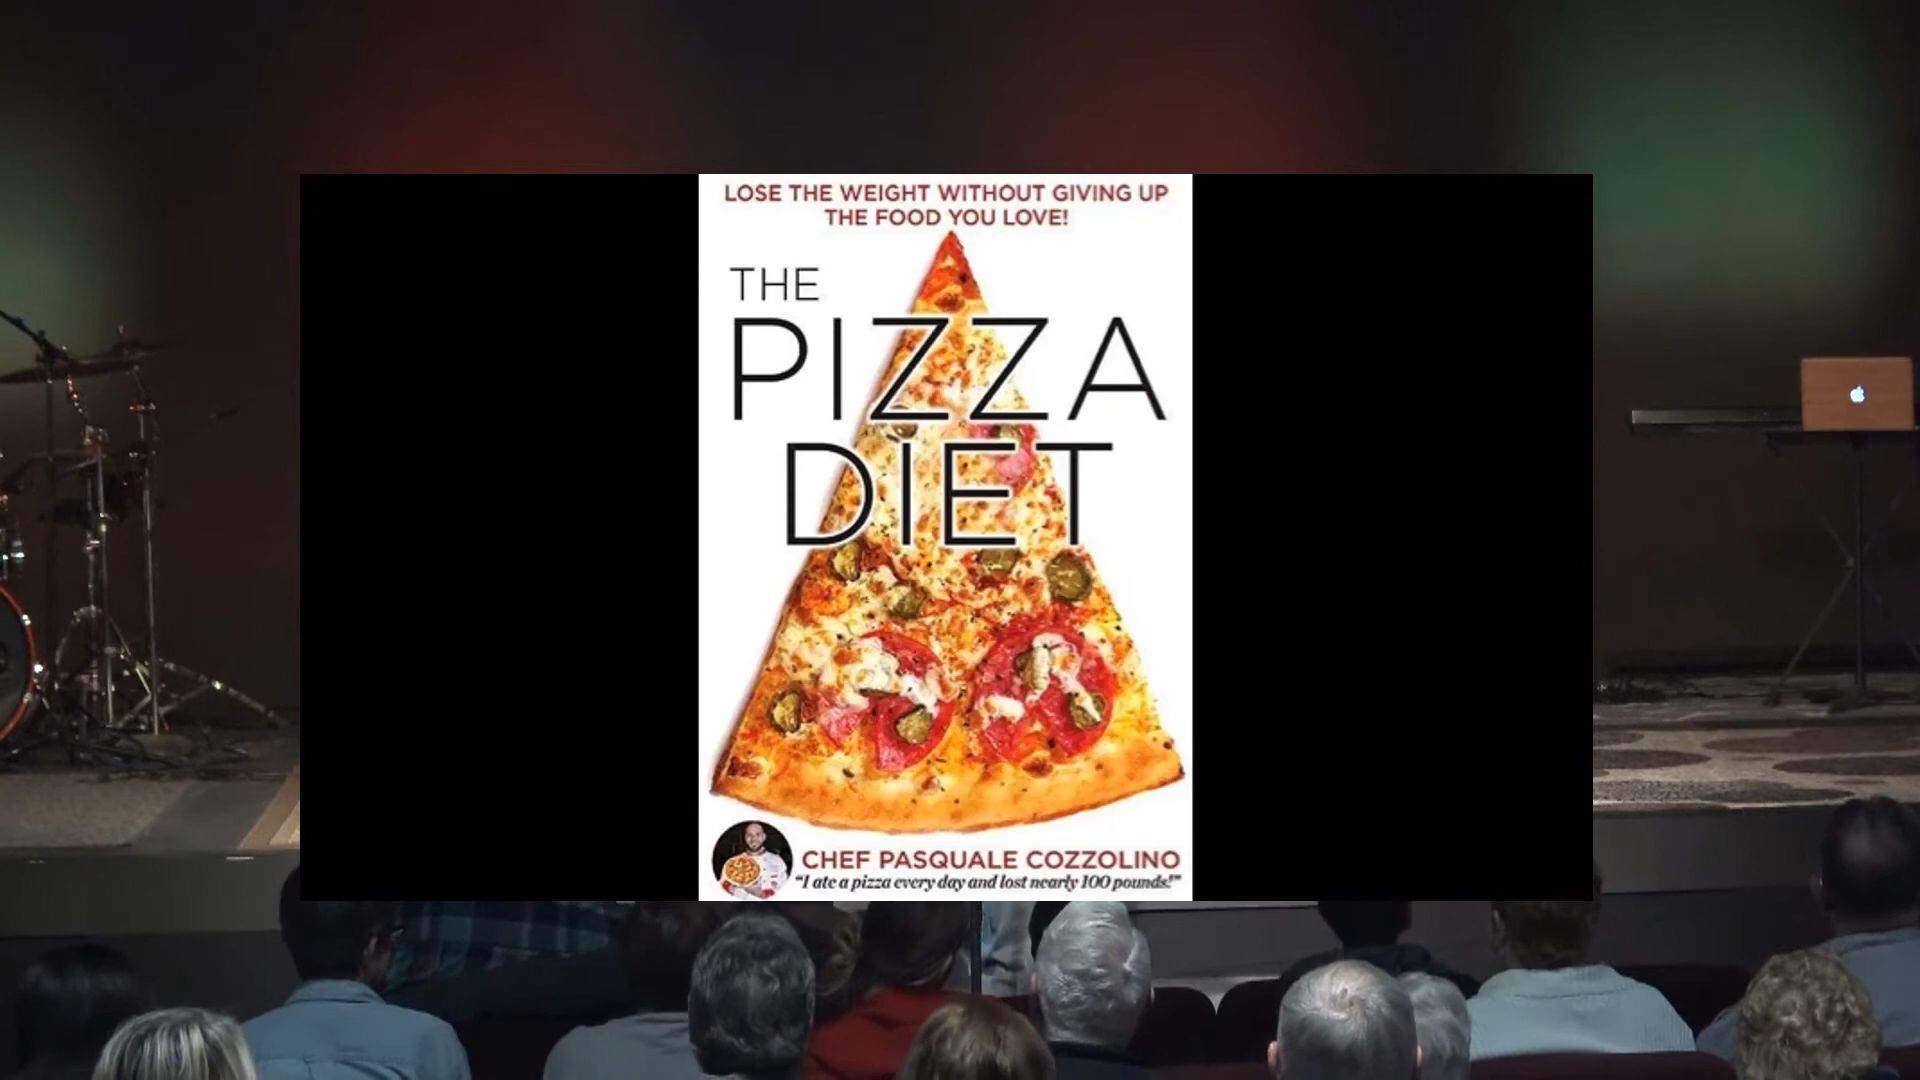 LOSE THE WEIGHT WITHOUT GIVING UP
THE FOOD YOU LOVE!
THE
PIZZA
DIET
CHEF PASQUALE COZZOLINO
"I ate a pizza every day and lost nearly 100 pounds!"